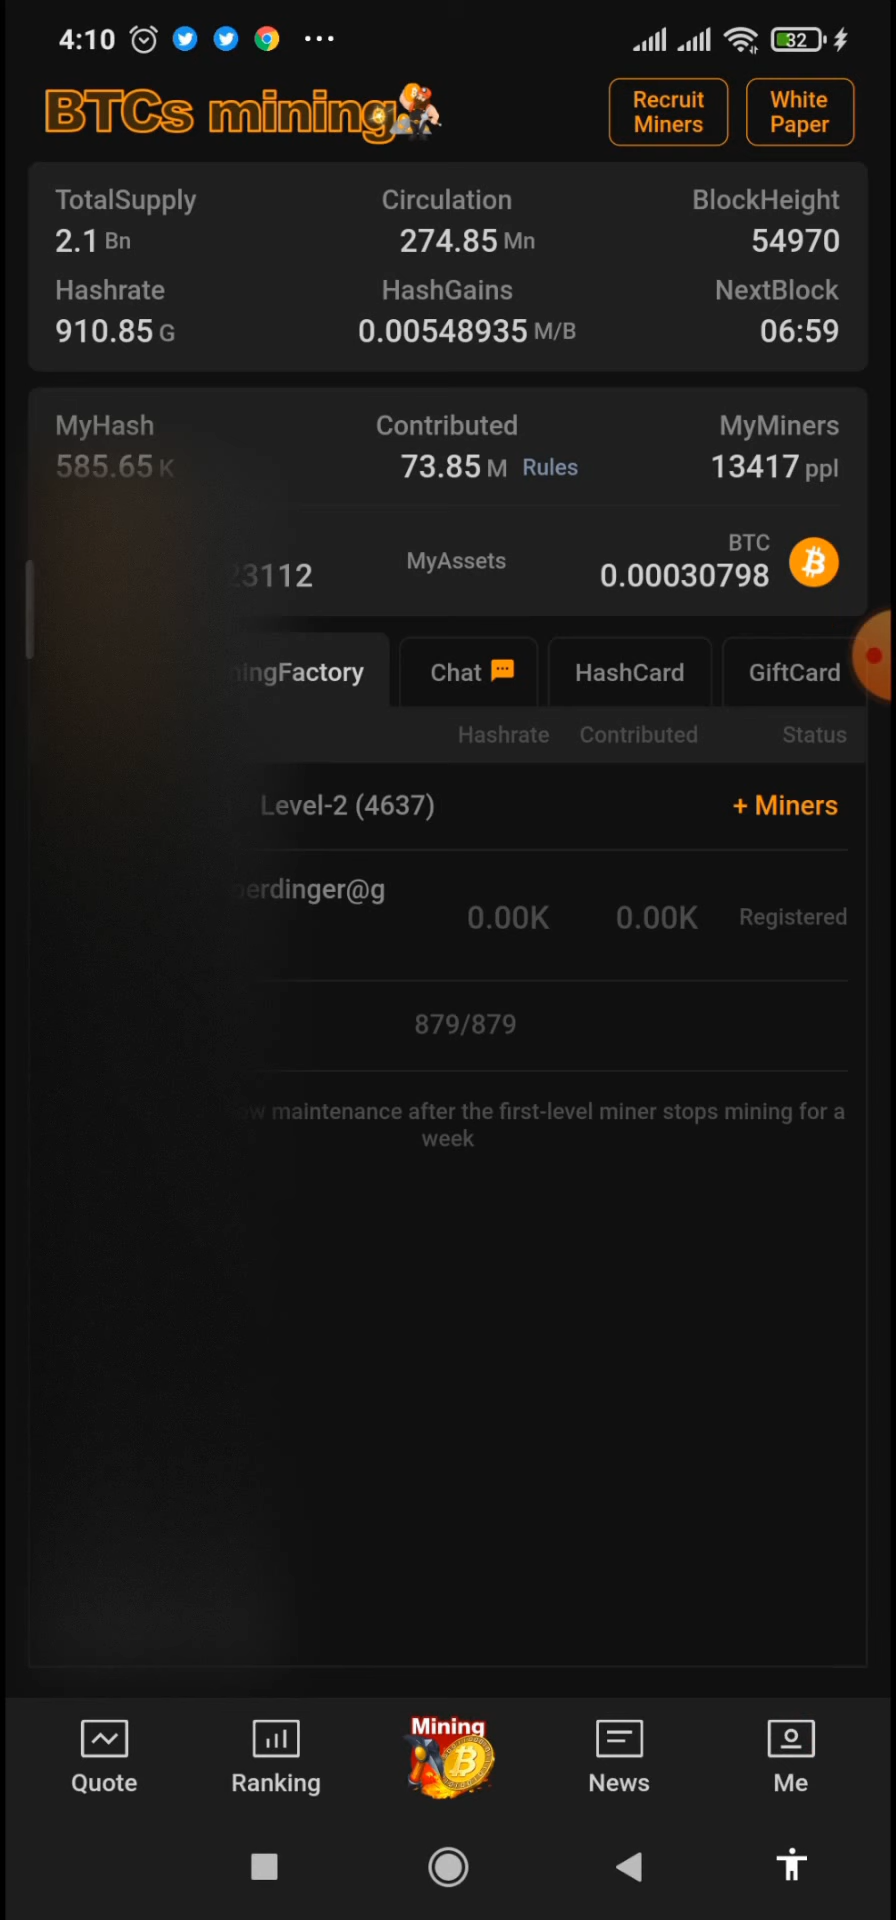 4:10
32
BTCs mining
Recruit
Miners
White
Paper
TotalSupply Circulation BlockHeight
2.1 Bn 274.85 Mn 54970
Hashrate HashGains NextBlock
910.85 G 0.00548935 M/B 06:59
MyHash Contributed MyMiners
585.65 K 73.85 M Rules 13417 ppl
BTC
23112 MyAssets 0.00030798
ingFactory Chat HashCard GiftCard
Hashrate Contributed Status
Level-2 (4637) + Miners
erdinger@g
0.00K 0.00K Registered
879/879
maintenance after the first-level miner stops mining for a
week
Mining
Quote Ranking News Me